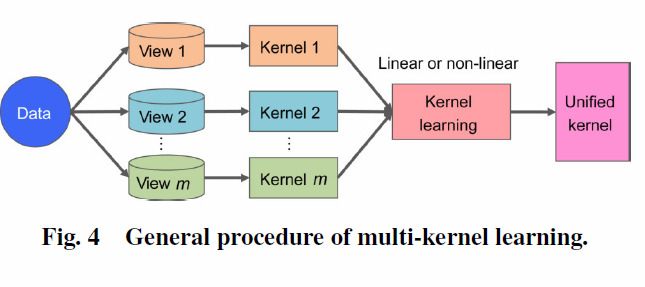 Data
View 1
Kernel 1
View 2
Kernel 2
⋮
⋮
View m
Kernel m
Linear or non-linear
Kernel
learning
Unified
kernel
Fig. 4 General procedure of multi-kernel learning.